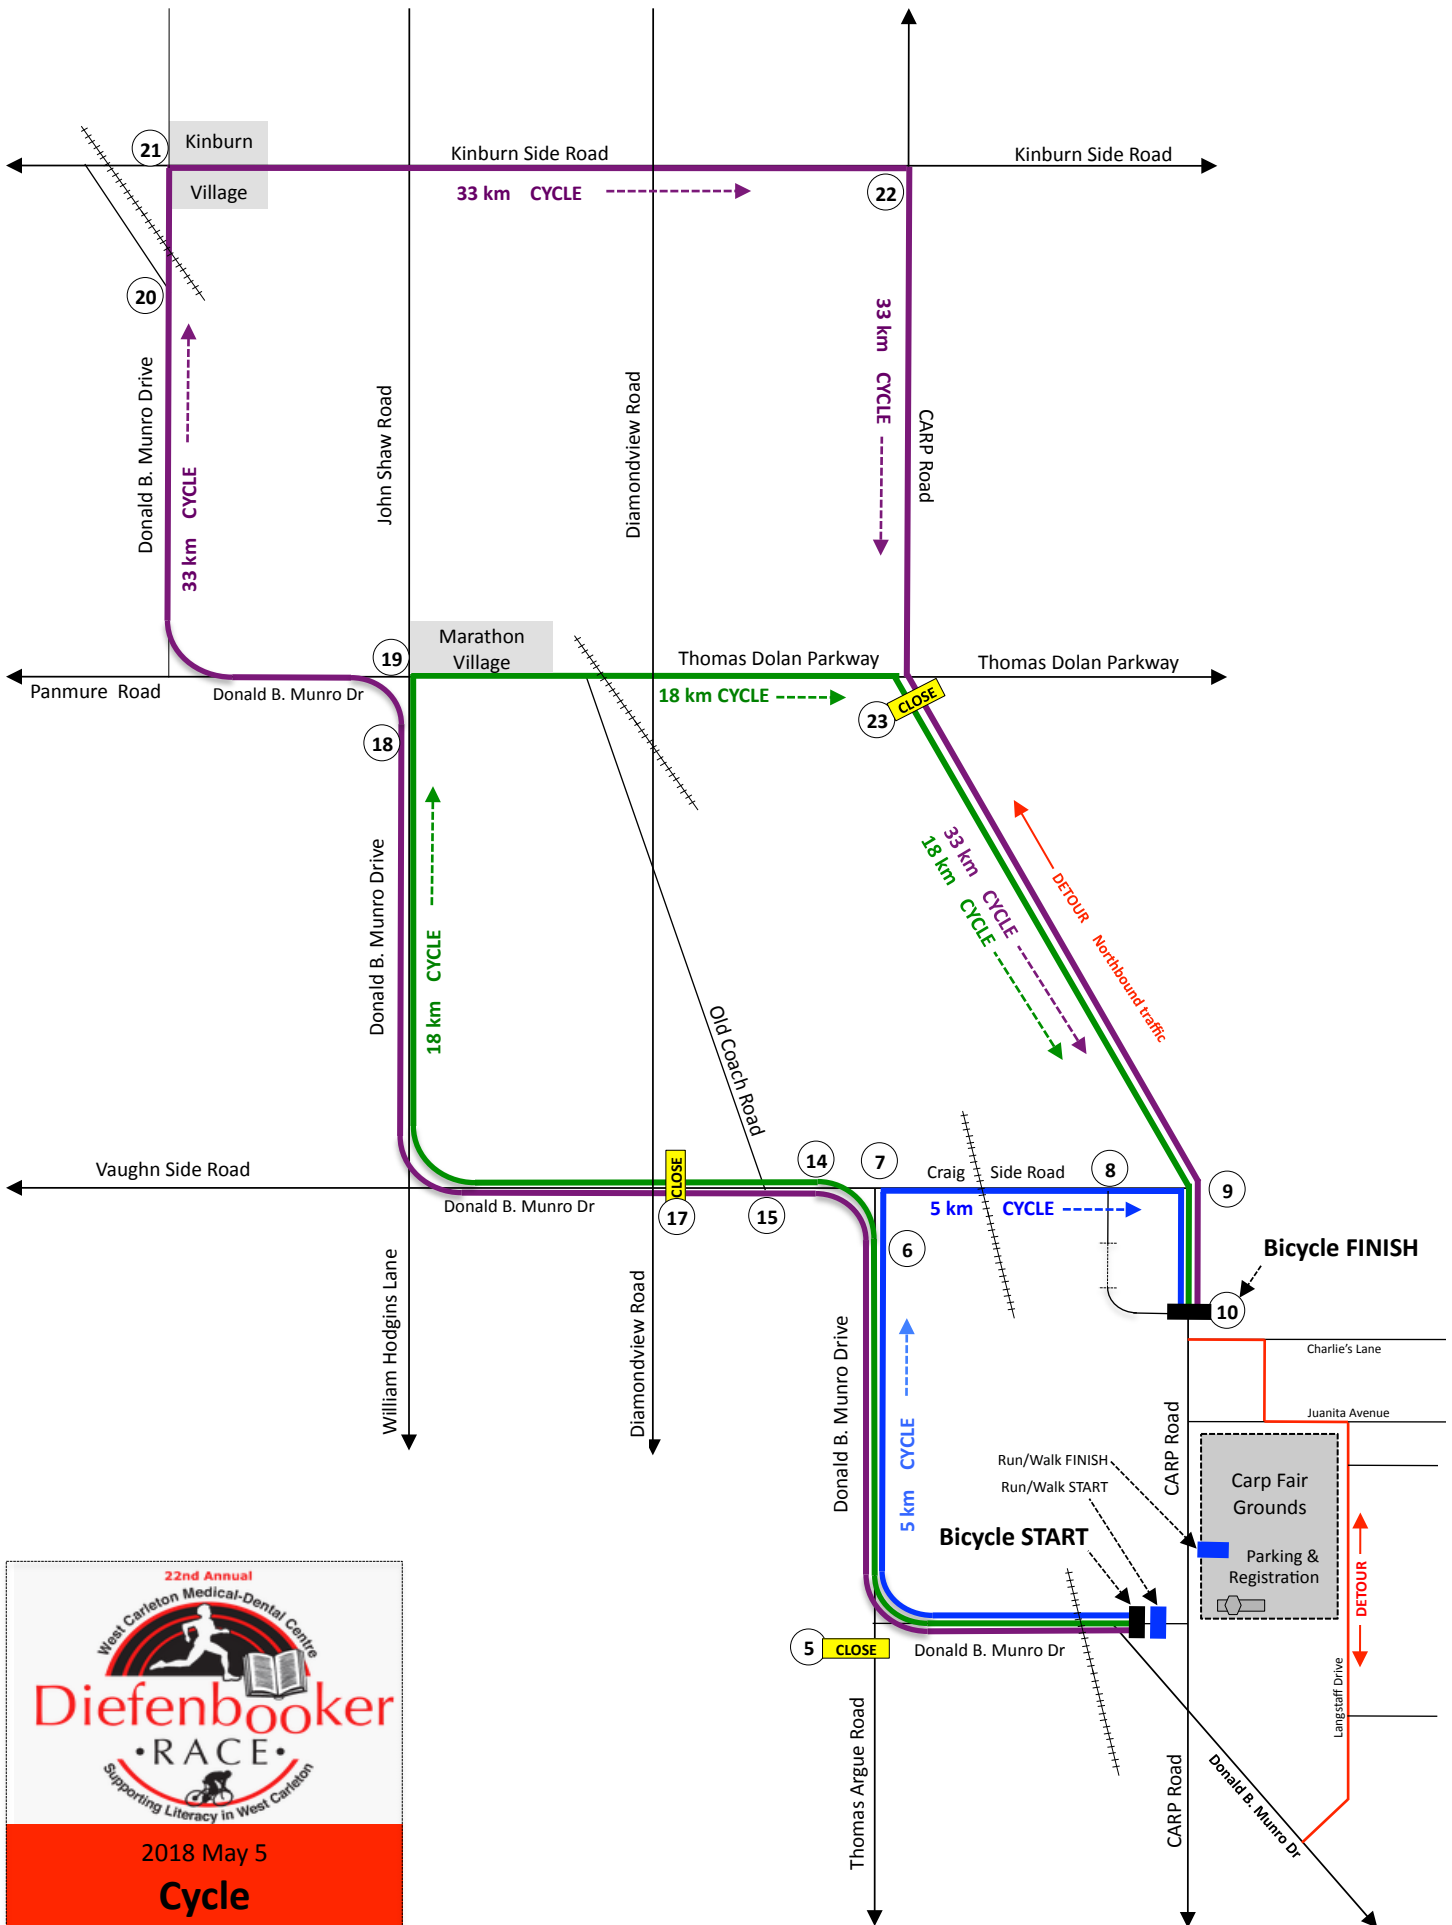 21
Kinburn
Village
Kinburn Side Road
Kinburn Side Road
33 km CYCLE
22
20
33 km CYCLE
Donald B. Munro Drive
33 km CYCLE
John Shaw Road
Diamondview Road
CARP Road
19
Marathon
Village
Thomas Dolan Parkway
Thomas Dolan Parkway
Panmure Road
Donald B. Munro Dr
18 km CYCLE
CLOSE
23
18
Donald B. Munro Drive
18 km CYCLE
33 km CYCLE
18 km CYCLE
DETOUR Northbound traffic
Old Coach Road
Vaughn Side Road
Donald B. Munro Dr
CLOSE
17
15
14
7
Craig Side Road
8
9
5 km CYCLE
6
Bicycle FINISH
10
William Hodgins Lane
Diamondview Road
Donald B. Munro Drive
5 km CYCLE
Charlie's Lane
Juanita Avenue
CARP Road
Run/Walk FINISH
Run/Walk START
Bicycle START
Carp Fair
Grounds
Parking &
Registration
DETOUR
5
CLOSE
Donald B. Munro Dr
Langstaff Drive
Thomas Argue Road
CARP Road
Donald B. Munro Dr
22nd Annual
West Carleton Medical-Dental Centre
Diefenbooker
•RACE•
Supporting Literacy in West Carleton
2018 May 5
Cycle